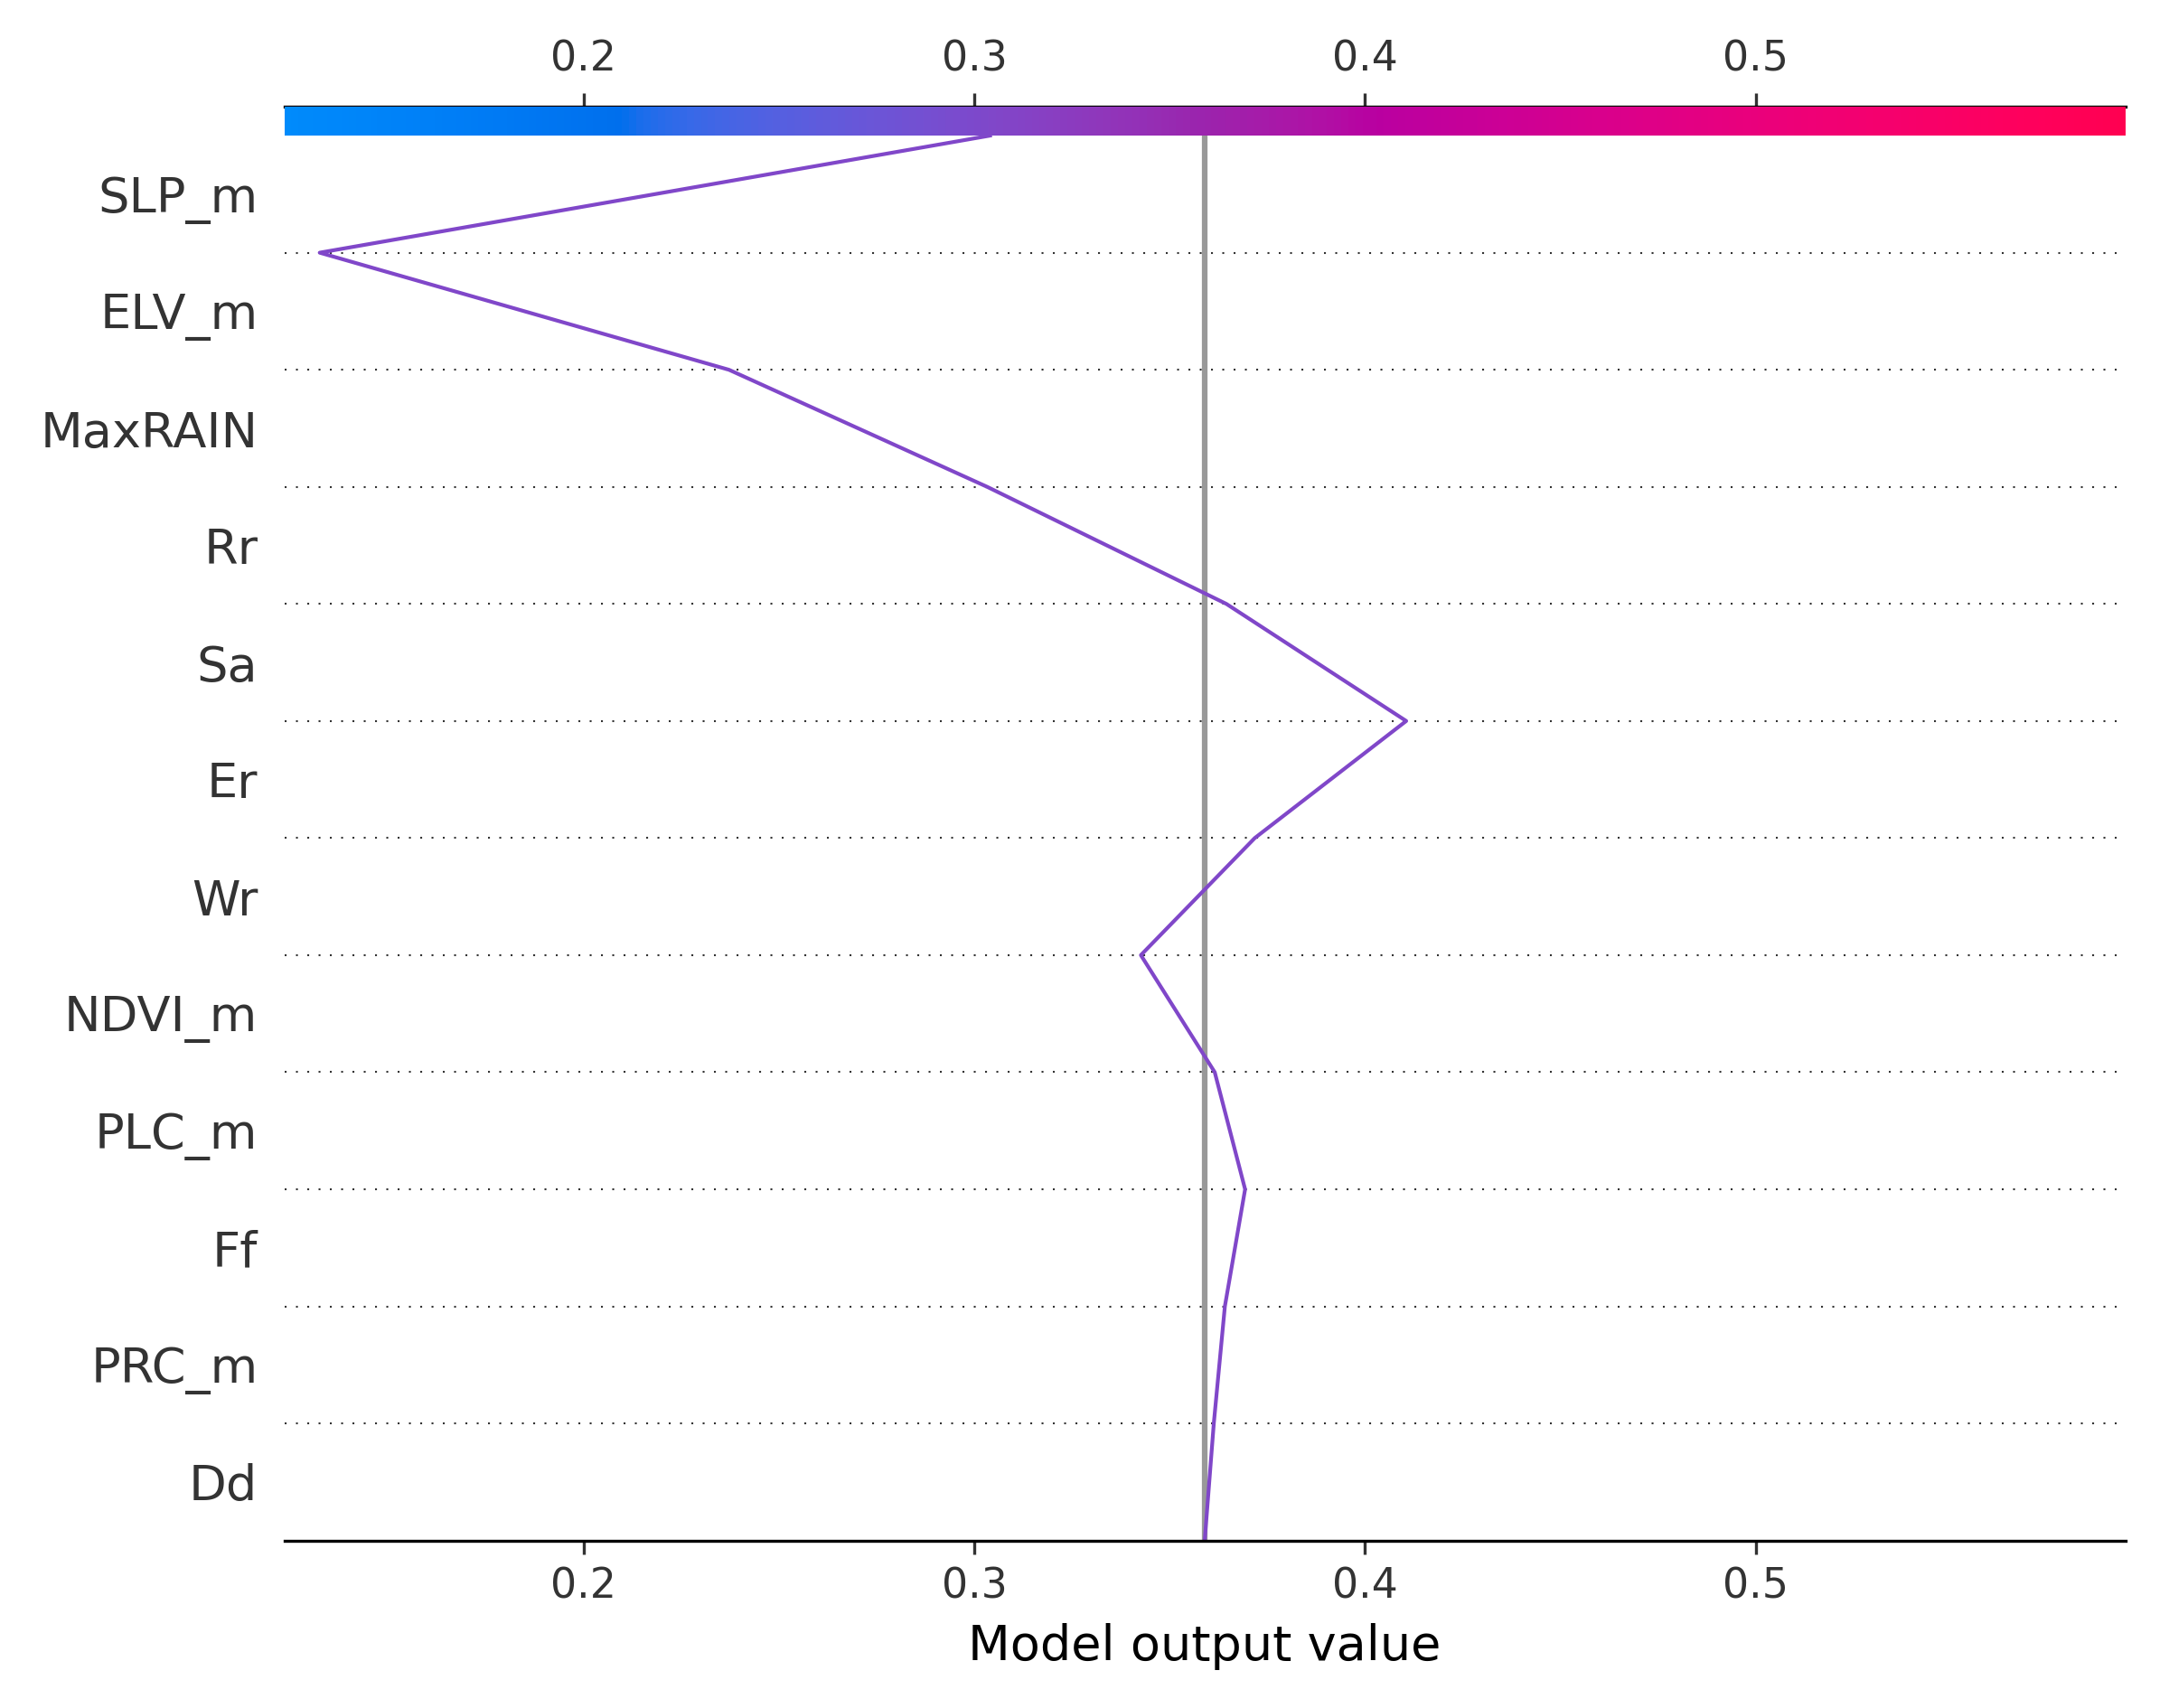 0.2 0.3 0.4 0.5
SLP_m
ELV_m
MaxRAIN
Rr
Sa
Er
Wr
NDVI_m
PLC_m
Ff
PRC_m
Dd
0.2 0.3 0.4 0.5
Model output value